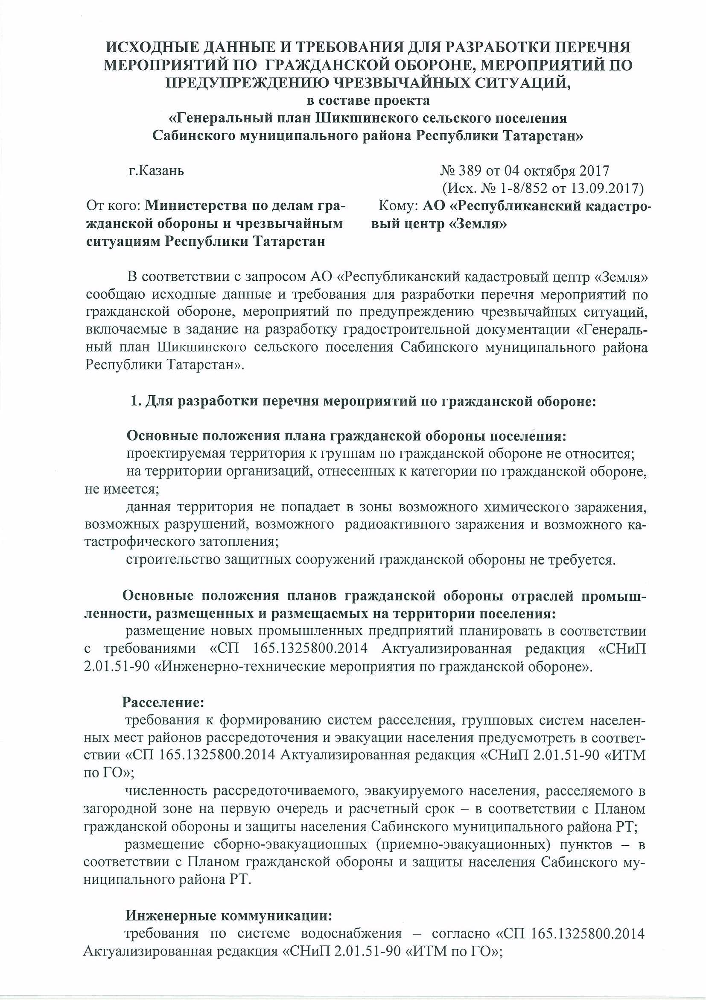 ИСХОДНЫЕ ДАННЫЕ И ТРЕБОВАНИЯ ДЛЯ РАЗРАБОТКИ ПЕРЕЧНЯ
МЕРОПРИЯТИЙ ПО ГРАЖДАНСКОЙ ОБОРОНЕ, МЕРОПРИЯТИЙ ПО
ПРЕДУПРЕЖДЕНИЮ ЧРЕЗВЫЧАЙНЫХ СИТУАЦИЙ,
в составе проекта
«Генеральный план Шикшинского сельского поселения
Сабинского муниципального района Республики Татарстан»
г.Казань № 389 от 04 октября 2017
(Исх. № 1-8/852 от 13.09.2017)
От кого: Министерства по делам гра- Кому: АО «Республиканский кадастро-
жданской обороны и чрезвычайным вый центр «Земля»
ситуациям Республики Татарстан
В соответствии с запросом АО «Республиканский кадастровый центр «Земля»
сообщаю исходные данные и требования для разработки перечня мероприятий по
гражданской обороне, мероприятий по предупреждению чрезвычайных ситуаций,
включаемые в задание на разработку градостроительной документации «Генераль-
ный план Шикшинского сельского поселения Сабинского муниципального района
Республики Татарстан».
1. Для разработки перечня мероприятий по гражданской обороне:
Основные положения плана гражданской обороны поселения:
проектируемая территория к группам по гражданской обороне не относится;
на территории организаций, отнесенных к категории по гражданской обороне,
не имеется;
данная территория не попадает в зоны возможного химического заражения,
возможных разрушений, возможного радиоактивного заражения и возможного ка-
тастрофического затопления;
строительство защитных сооружений гражданской обороны не требуется.
Основные положения планов гражданской обороны отраслей промыш-
ленности, размещенных и размещаемых на территории поселения:
размещение новых промышленных предприятий планировать в соответствии
с требованиями «СП 165.1325800.2014 Актуализированная редакция «СНиП
2.01.51-90 «Инженерно-технические мероприятия по гражданской обороне».
Расселение:
требования к формированию систем расселения, групповых систем населен-
ных мест районов рассредоточения и эвакуации населения предусмотреть в соответ-
ствии «СП 165.1325800.2014 Актуализированная редакция «СНиП 2.01.51-90 «ИТМ
по ГО»;
численность рассредоточиваемого, эвакуируемого населения, расселяемого в
загородной зоне на первую очередь и расчетный срок – в соответствии с Планом
гражданской обороны и защиты населения Сабинского муниципального района РТ;
размещение сборно-эвакуационных (приемно-эвакуационных) пунктов – в
соответствии с Планом гражданской обороны и защиты населения Сабинского му-
ниципального района РТ.
Инженерные коммуникации:
требования по системе водоснабжения – согласно «СП 165.1325800.2014
Актуализированная редакция «СНиП 2.01.51-90 «ИТМ по ГО»;